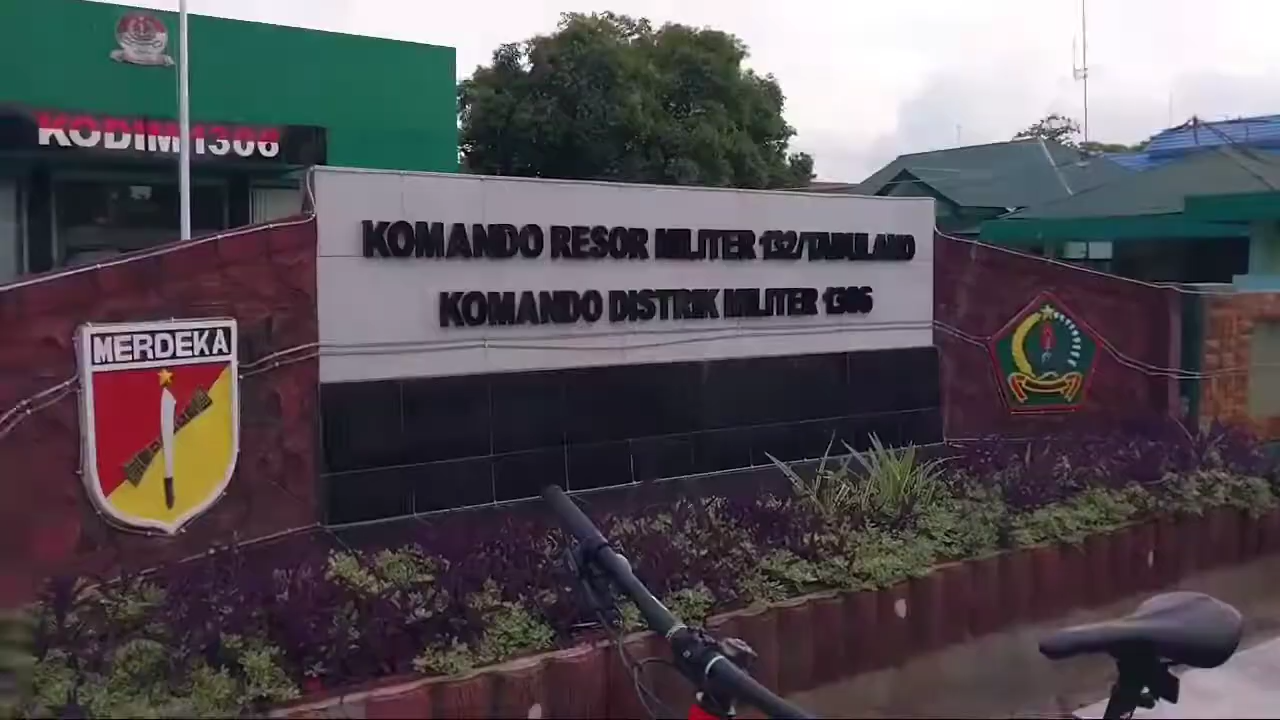 KODIM 1306
KOMANDO RESOR MILITER 132/TADULAKO
KOMANDO DISTRIK MILITER 1306
MERDEKA